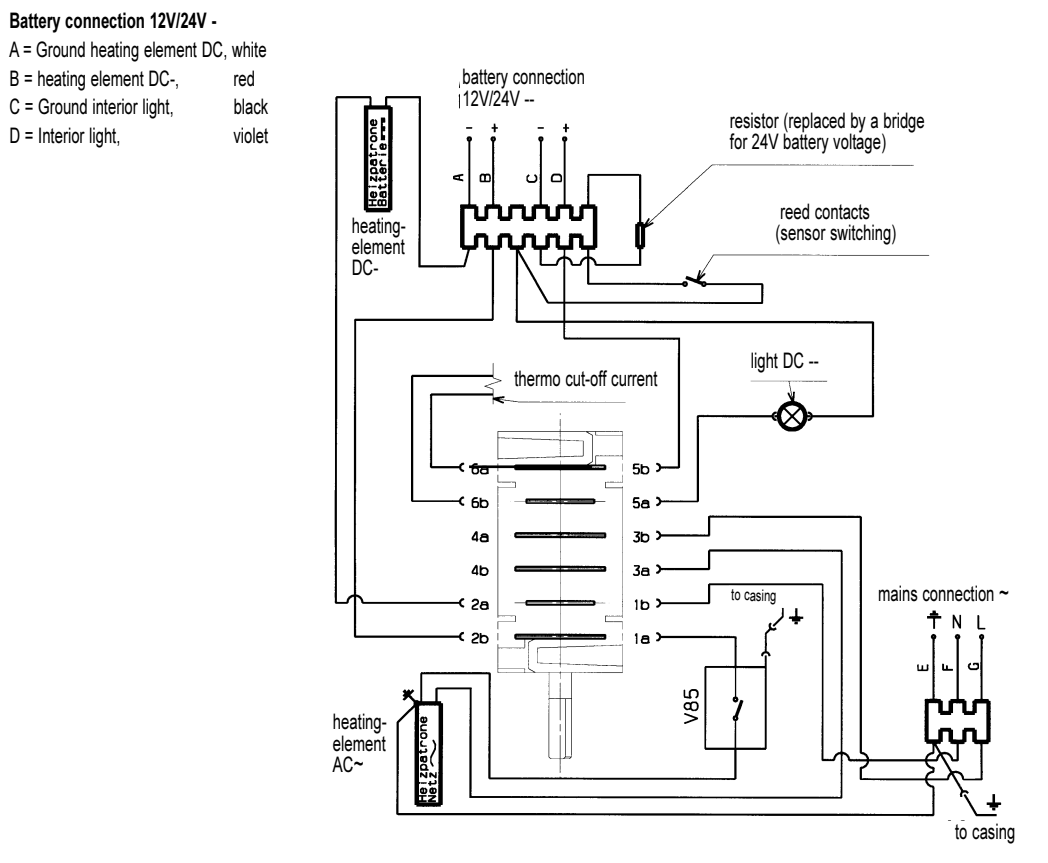 Battery connection 12V/24V -
A = Ground heating element DC, white
B = heating element DC-, red
C = Ground interior light, black
D = Interior light, violet
battery connection
12V/24V --
- + - +
A B C D
resistor (replaced by a bridge
for 24V battery voltage)
reed contacts
(sensor switching)
Heizpatrone
Batterie
heating-
element
DC-
light DC --
thermo cut-off current
6a 5b
6b 5a
4a 3b
4b 3a
2a 1b
2b 1a
to casing
mains connection ~
N L
E F G
V85
heating-
element
AC~
Heizpatrone
Netz ~
to casing